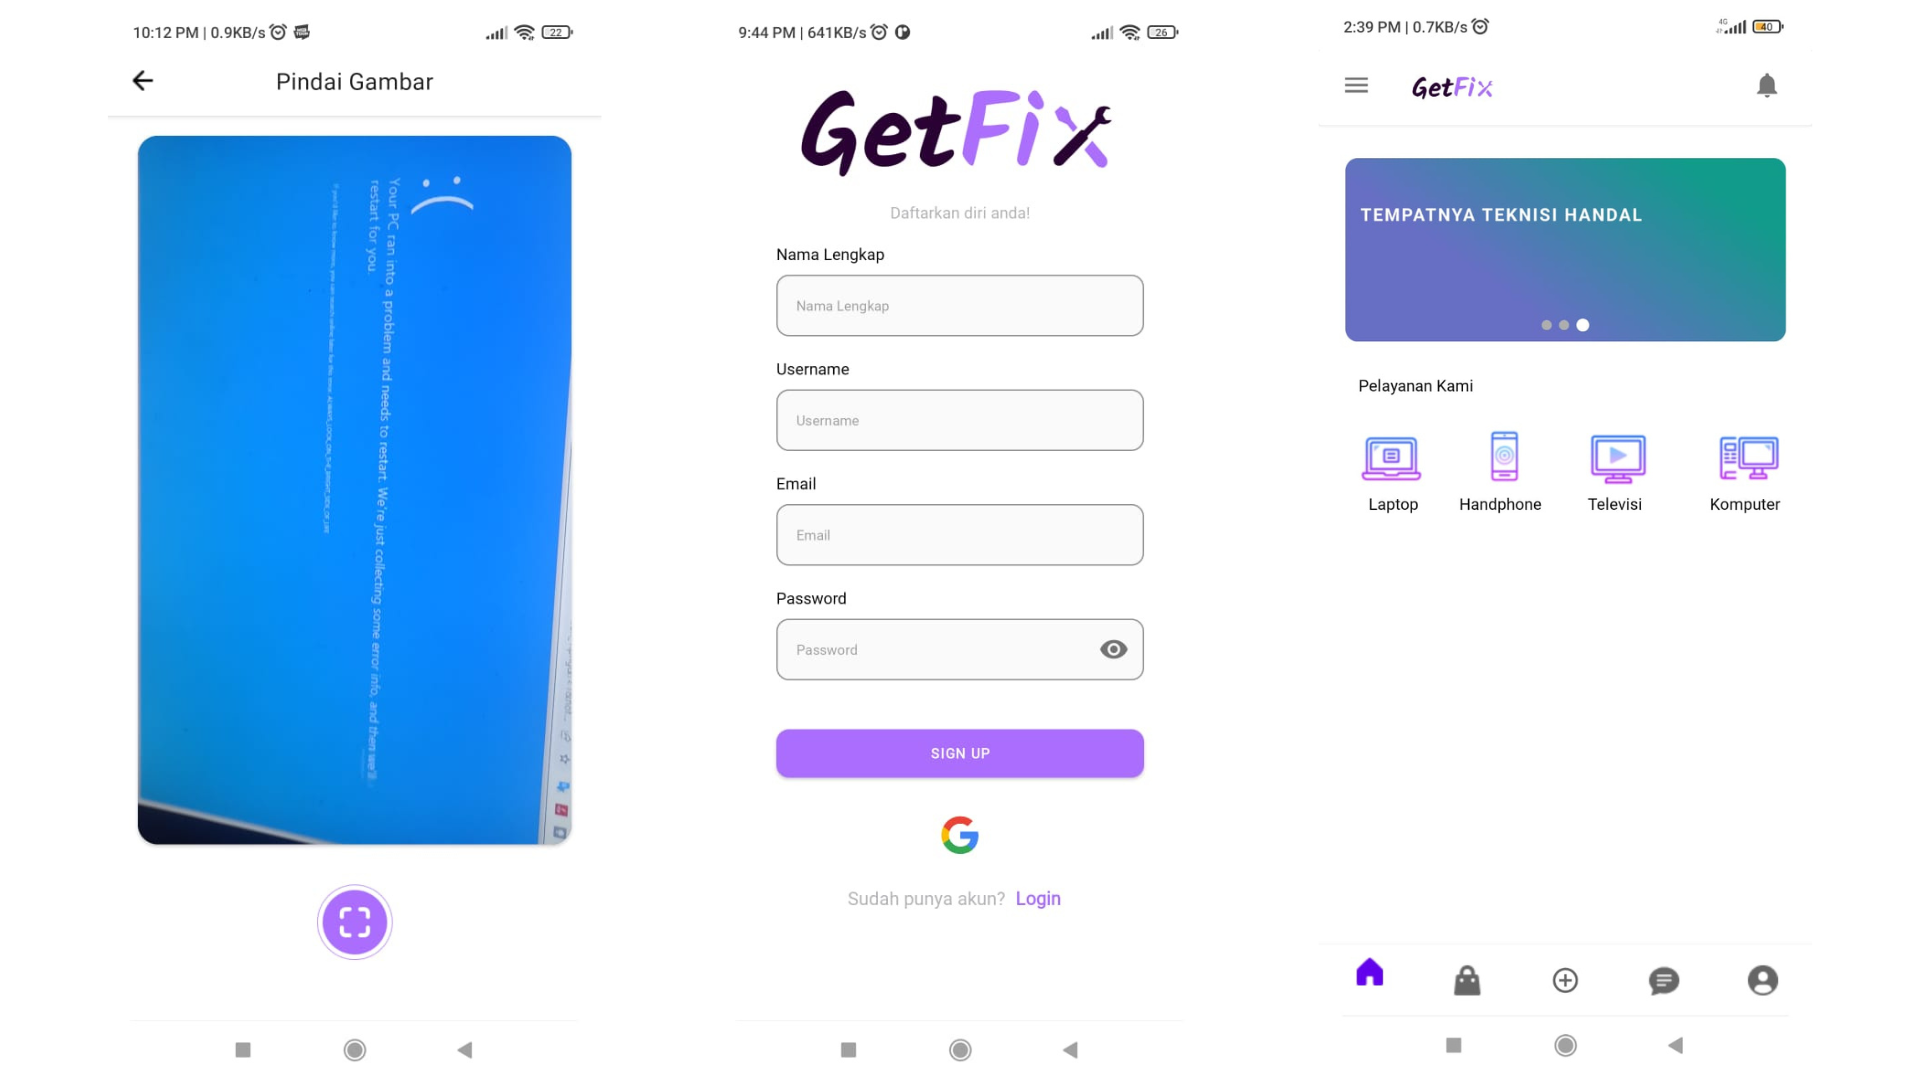 10:12 PM | 0.9KB/s
22
Pindai Gambar
Your PC ran into a problem and needs to restart. We're just collecting some error info, and then we'll
restart for you.
9:44 PM | 641KB/s
26
GetFix
Daftarkan diri anda!
Nama Lengkap
Nama Lengkap
Username
Username
Email
Email
Password
Password
SIGN UP
Sudah punya akun? Login
2:39 PM | 0.7KB/s
4G
40
GetFix
TEMPATNYA TEKNISI HANDAL
Pelayanan Kami
Laptop
Handphone
Televisi
Komputer